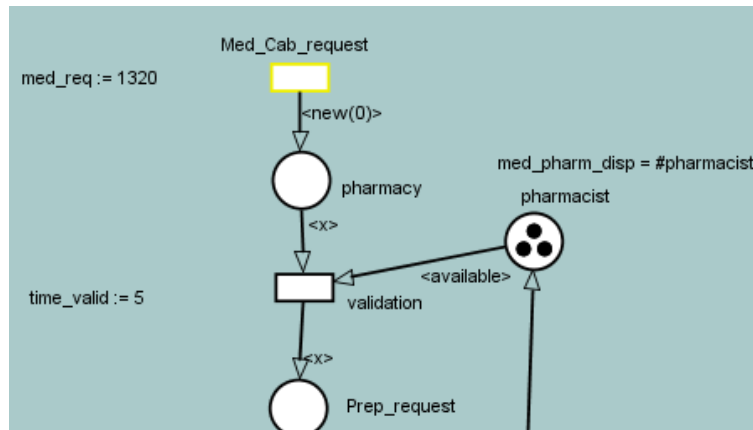 Med_Cab_request
med_req := 1320
<new(0)>
med_pharm_disp = #pharmacist
pharmacy
pharmacist
<x>
<available>
time_valid := 5
validation
<x>
Prep_request